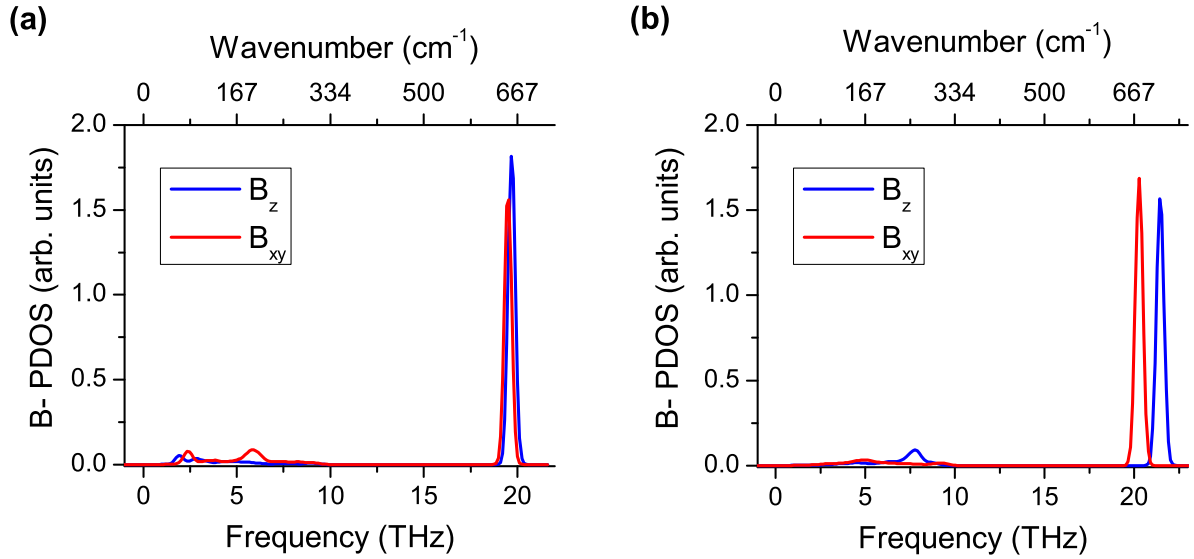 (a)
Wavenumber (cm-1)
0 167 334 500 667
B- PDOS (arb. units)
2.0
1.5
1.0
0.5
0.0
Bz
Bxy
0 5 10 15 20
Frequency (THz)
(b)
Wavenumber (cm-1)
0 167 334 500 667
B- PDOS (arb. units)
2.0
1.5
1.0
0.5
0.0
Bz
Bxy
0 5 10 15 20
Frequency (THz)